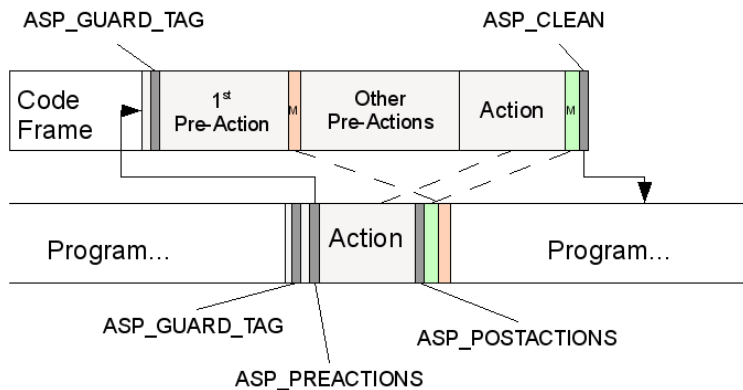 ASP_GUARD_TAG
ASP_CLEAN
Code
Frame
1st
Pre-Action
M
Other
Pre-Actions
Action
M
Program...
Action
Program...
ASP_GUARD_TAG
ASP_POSTACTIONS
ASP_PREACTIONS